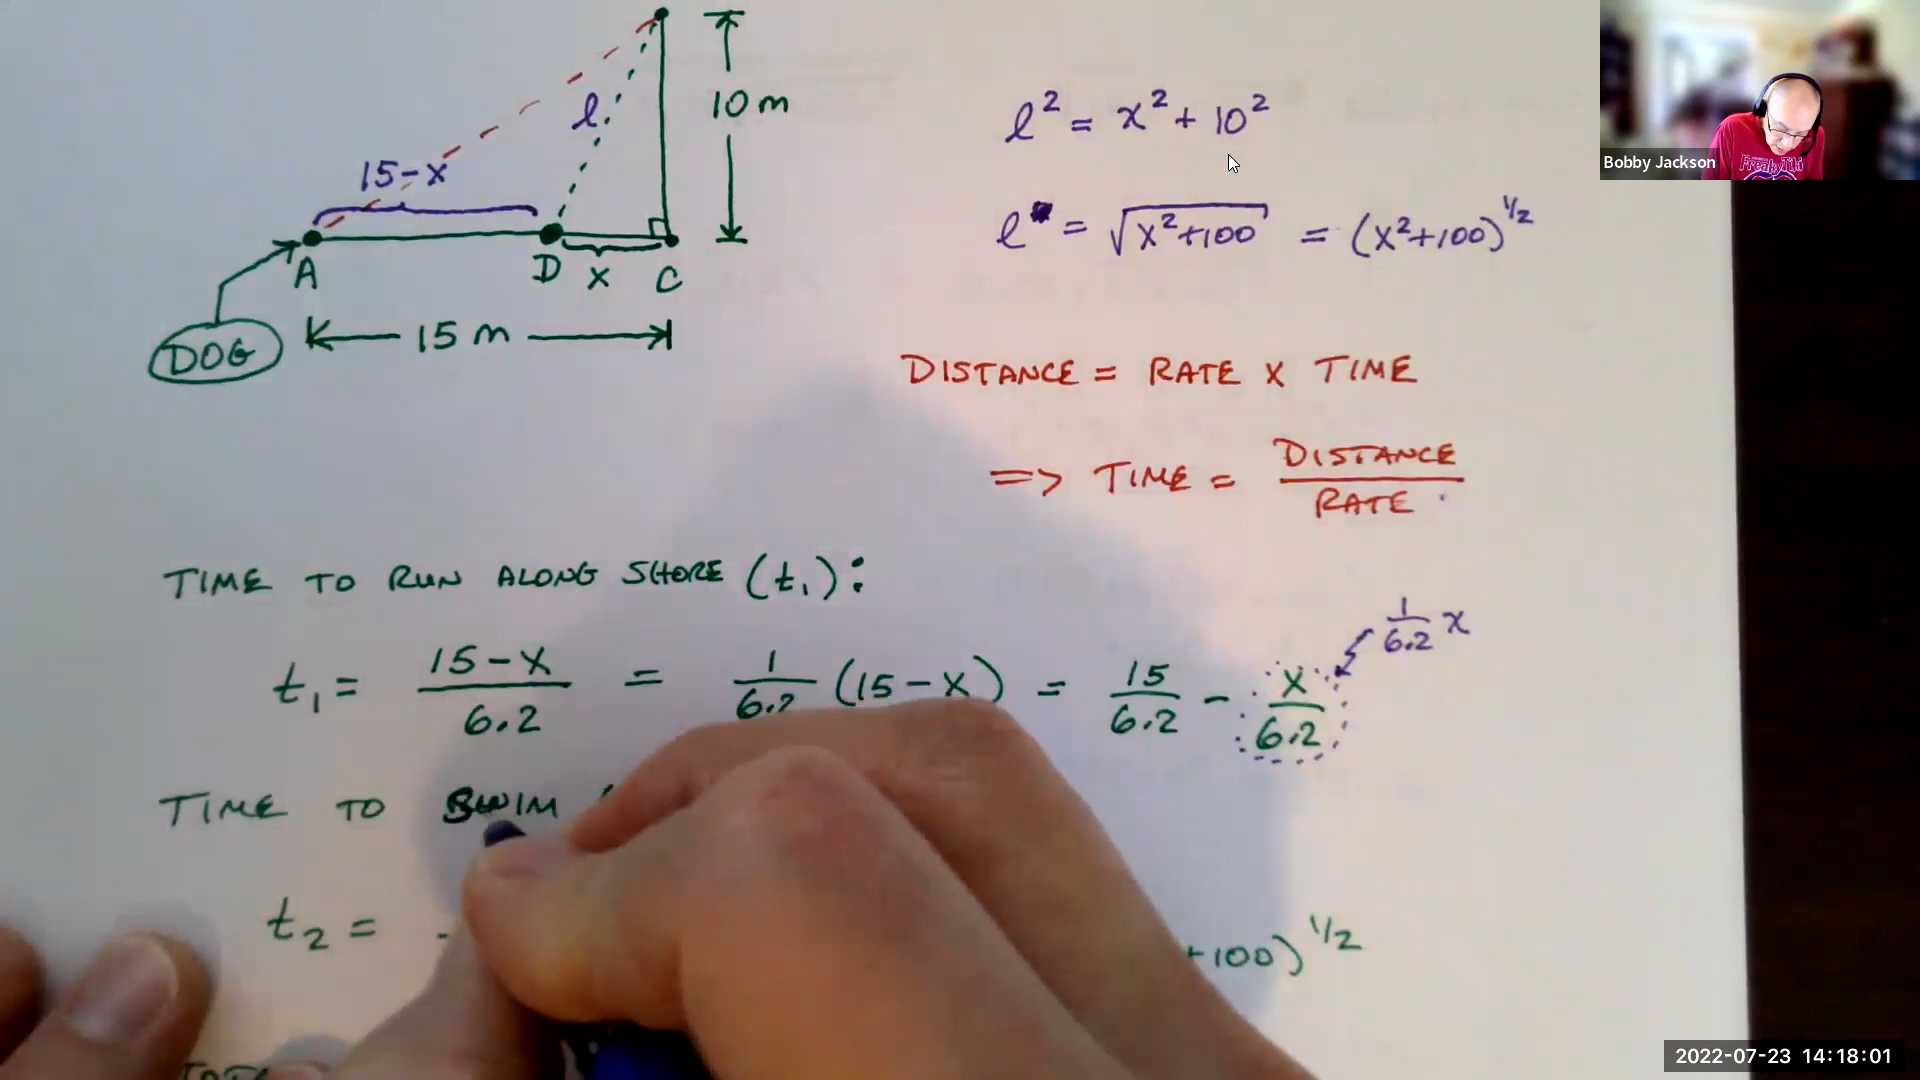 10 m
l
15-x
A
D
x
C
DOG
15 m
l² = x² + 10²
l = √x²+100 = (x²+100)^1/2
DISTANCE = RATE X TIME
=> TIME = DISTANCE / RATE
TIME TO RUN ALONG SHORE (t₁):
t₁ = 15-x / 6.2 = 1 / 6.2 (15-x) = 15 / 6.2 - x / 6.2
1 / 6.2 x
TIME TO SWIM
t₂ =
+100)^1/2
Bobby Jackson
2022-07-23 14:18:01